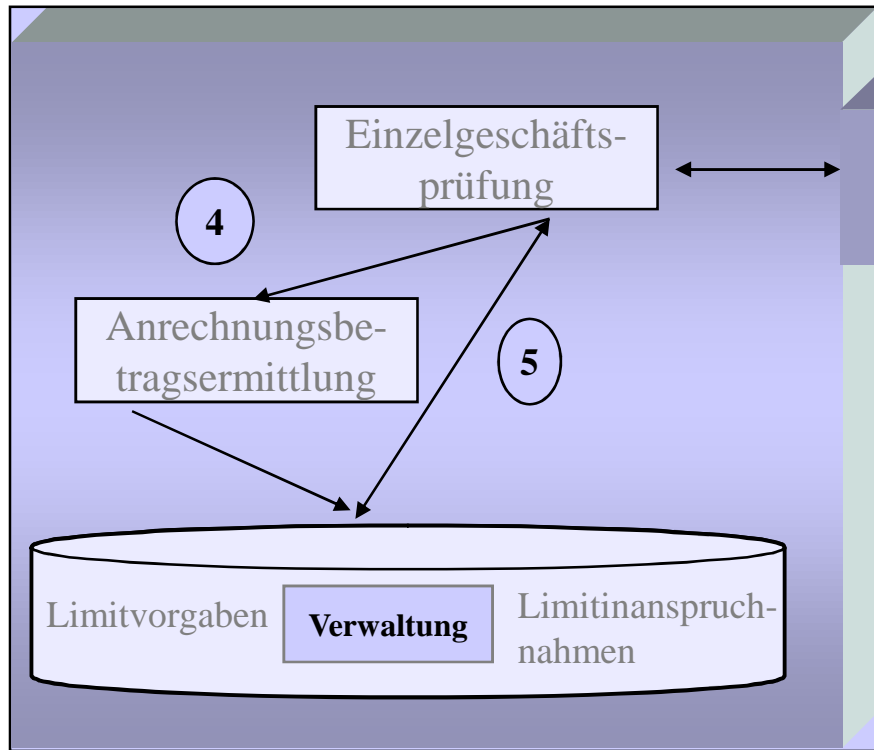 Einzelgeschäfts-
prüfung
4
Anrechnungsbe-
tragsermittlung
5
Limitvorgaben
Verwaltung
Limitinanspruch-
nahmen